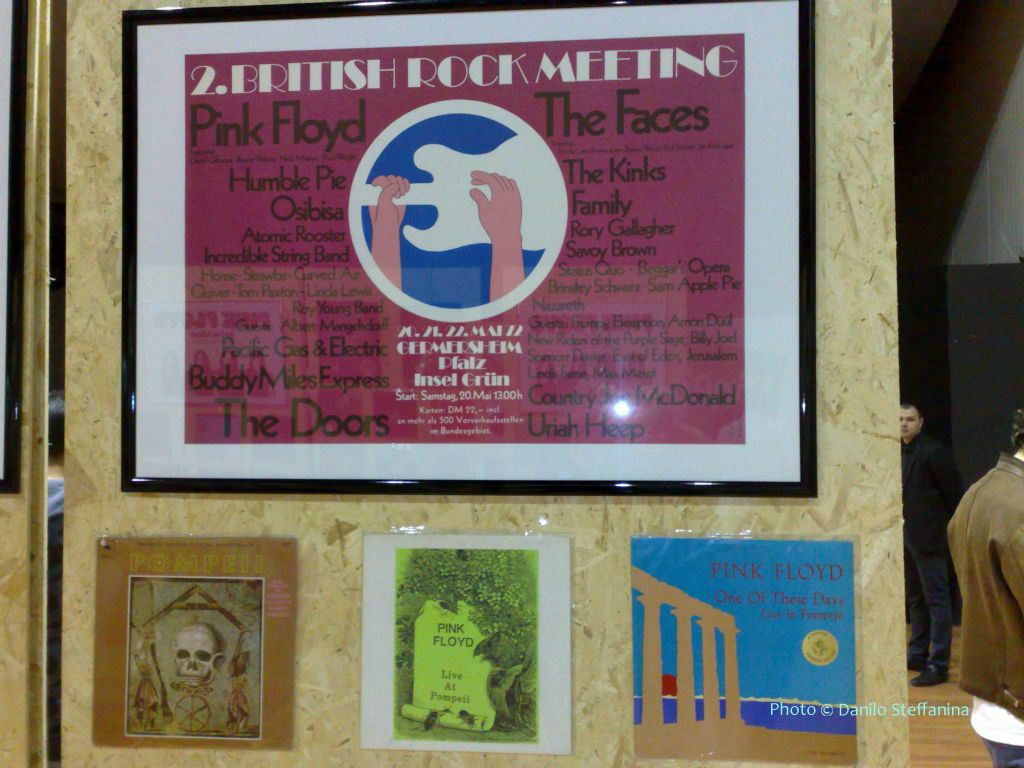 2. BRITISH ROCK MEETING
Pink Floyd
Humble Pie
Osibisa
Atomic Rooster
Incredible String Band
Home - Strawbs - Curved Air
Quiver - Tom Paxton - Linda Lewis
Roy Young Band
Guests: Albert Mangelsdorff
Pacific Gas & Electric
Buddy Miles Express
The Doors
The Faces
The Kinks
Family
Rory Gallagher
Savoy Brown
Status Quo - Beggar's Opera
Brinsley Schwarz - Sam Apple Pie
Nazareth
Guests: Trumpy, Ekseption, Amon Düül
New Riders of the Purple Sage, Billy Joel
Spencer Davier, East of Eden, Jerusalem
Linda Farne, Max Merrit
Country Joe McDonald
Uriah Heep
20. 21. 22. MAI 72
GERMERSHEIM
Pfalz
Insel Grün
Start: Samstag, 20. Mai 13.00 h
Karten: DM 22,- incl.
an mehr als 500 Vorverkaufsstellen
im Bundesgebiet.
POMPEII
PINK
FLOYD
Live
At
Pompeii
PINK FLOYD
One Of These Days
Live In Pompeii
Photo © Danilo Steffanina